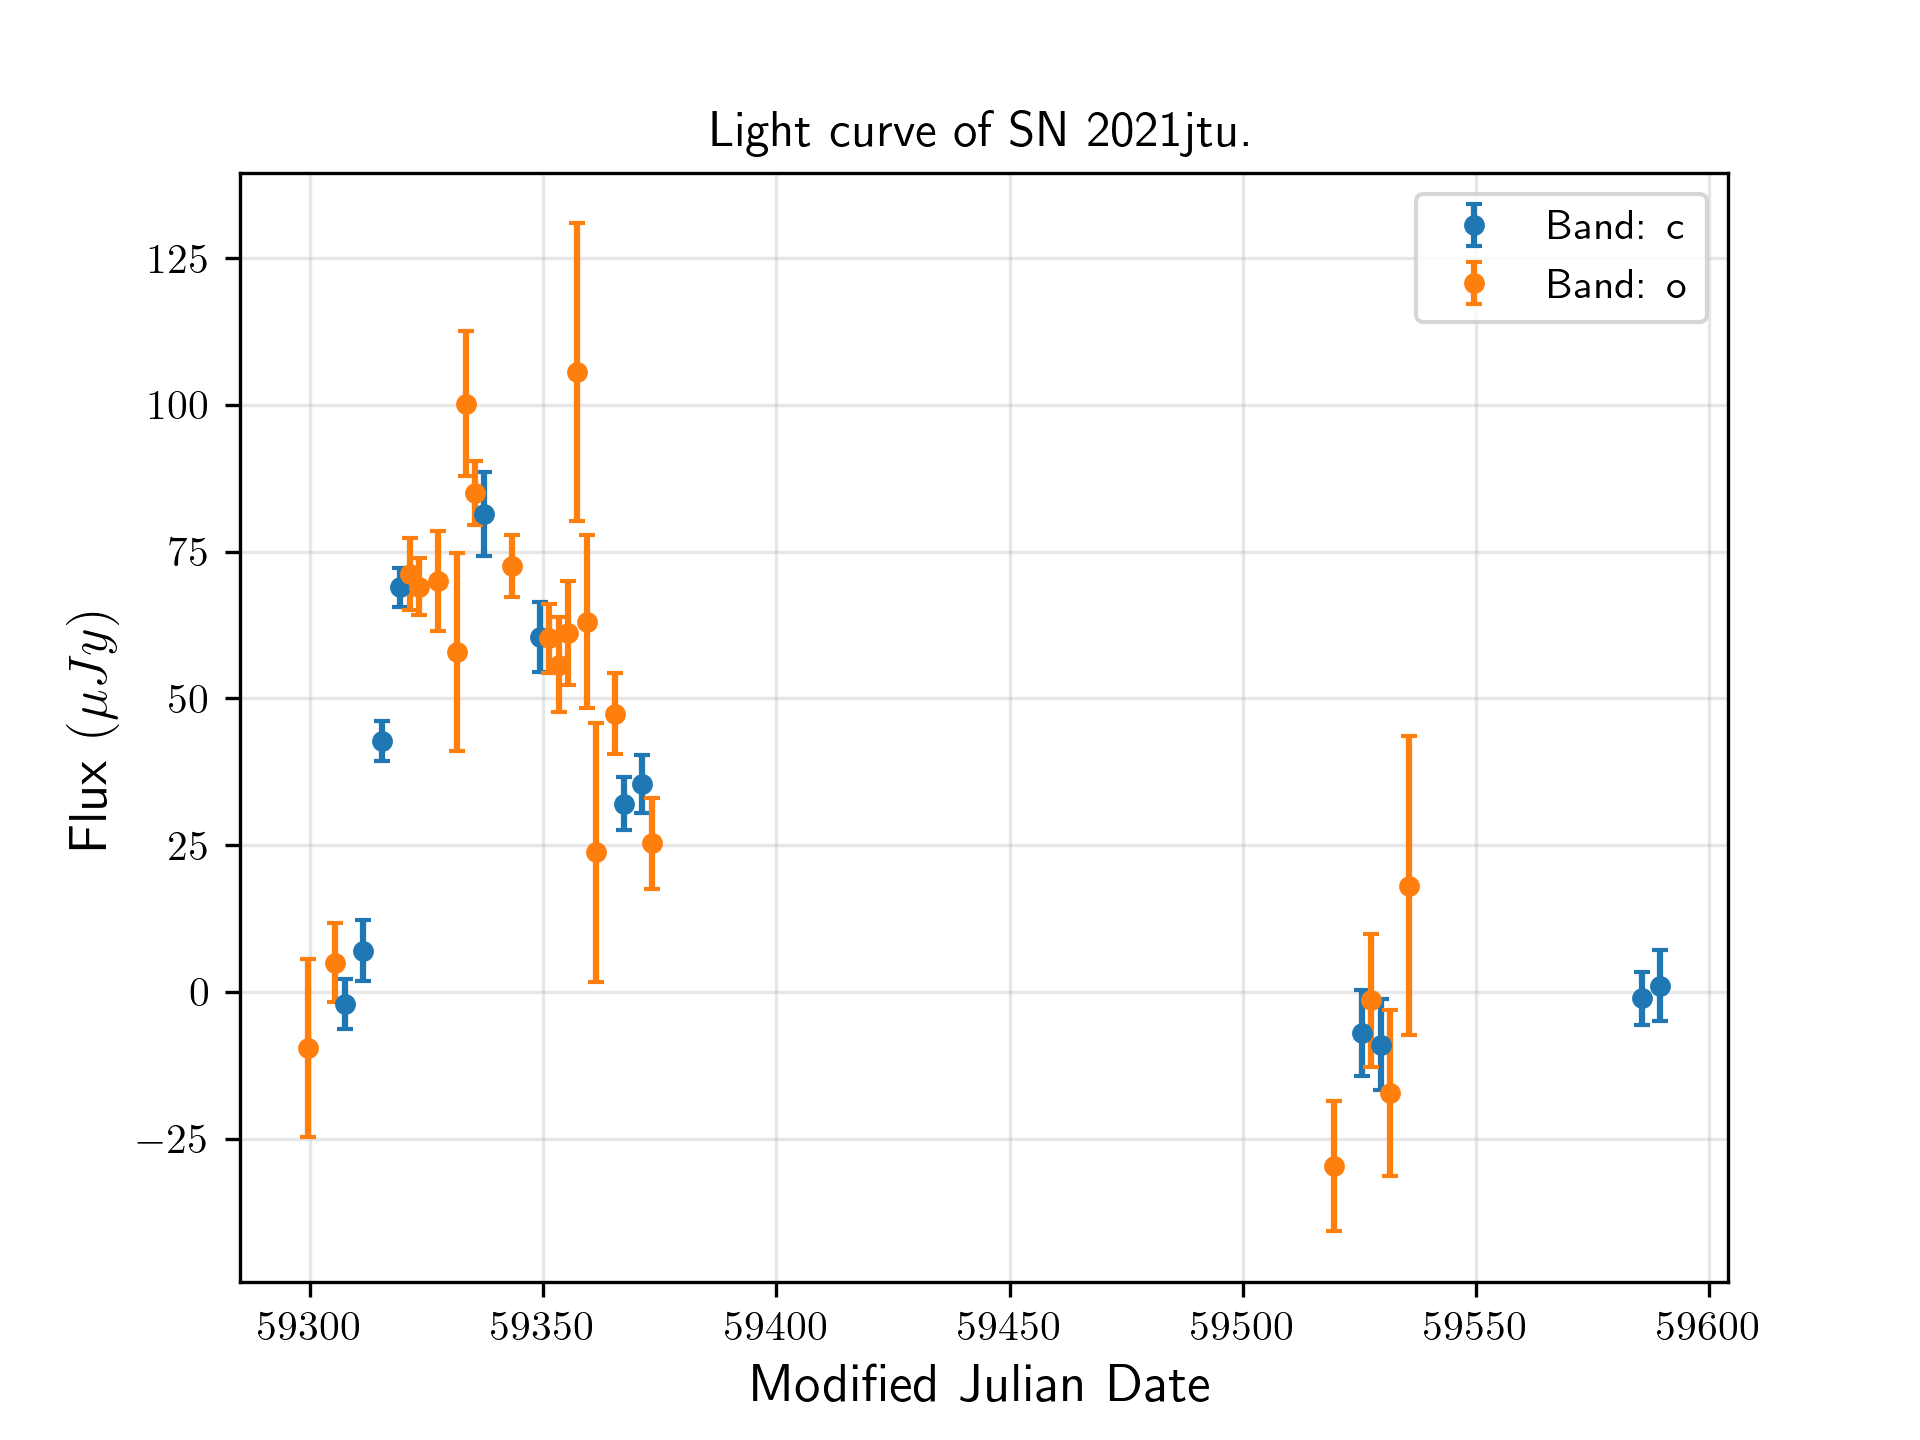 Light curve of SN 2021jtu.
Band: c
Band: o
125
100
75
50
25
0
−25
Flux (μJy)
59300 59350 59400 59450 59500 59550 59600
Modified Julian Date